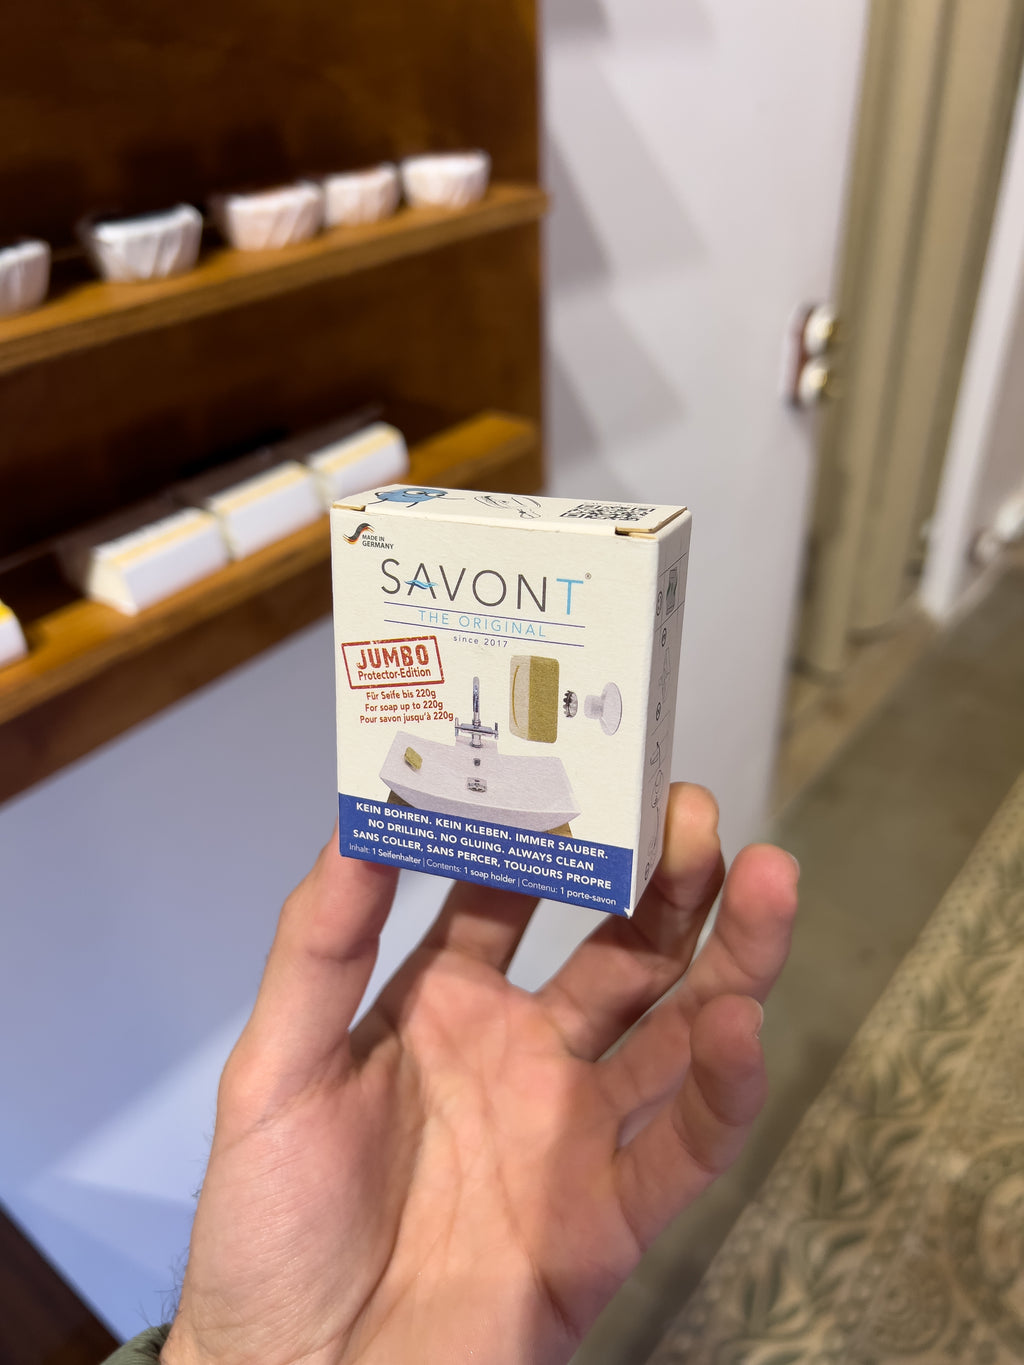 MADE IN
GERMANY
SAVONT®
THE ORIGINAL
since 2017
JUMBO
Protector-Edition
Für Seife bis 220g
For soap up to 220g
Pour savon jusqu'à 220g
KEIN BOHREN. KEIN KLEBEN. IMMER SAUBER.
NO DRILLING. NO GLUING. ALWAYS CLEAN
SANS COLLER, SANS PERCER, TOUJOURS PROPRE
Inhalt: 1 Seifenhalter | Contents: 1 soap holder | Contenu: 1 porte-savon